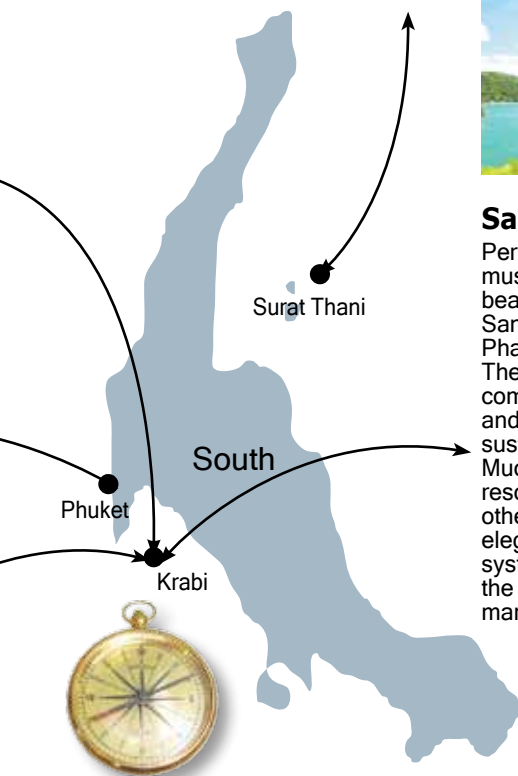 Surat Thani
South
Phuket
Krabi
Sa
Per
mus
bea
San
Pha
The
com
and
sus
Muc
reso
othe
eleg
syst
the
mar